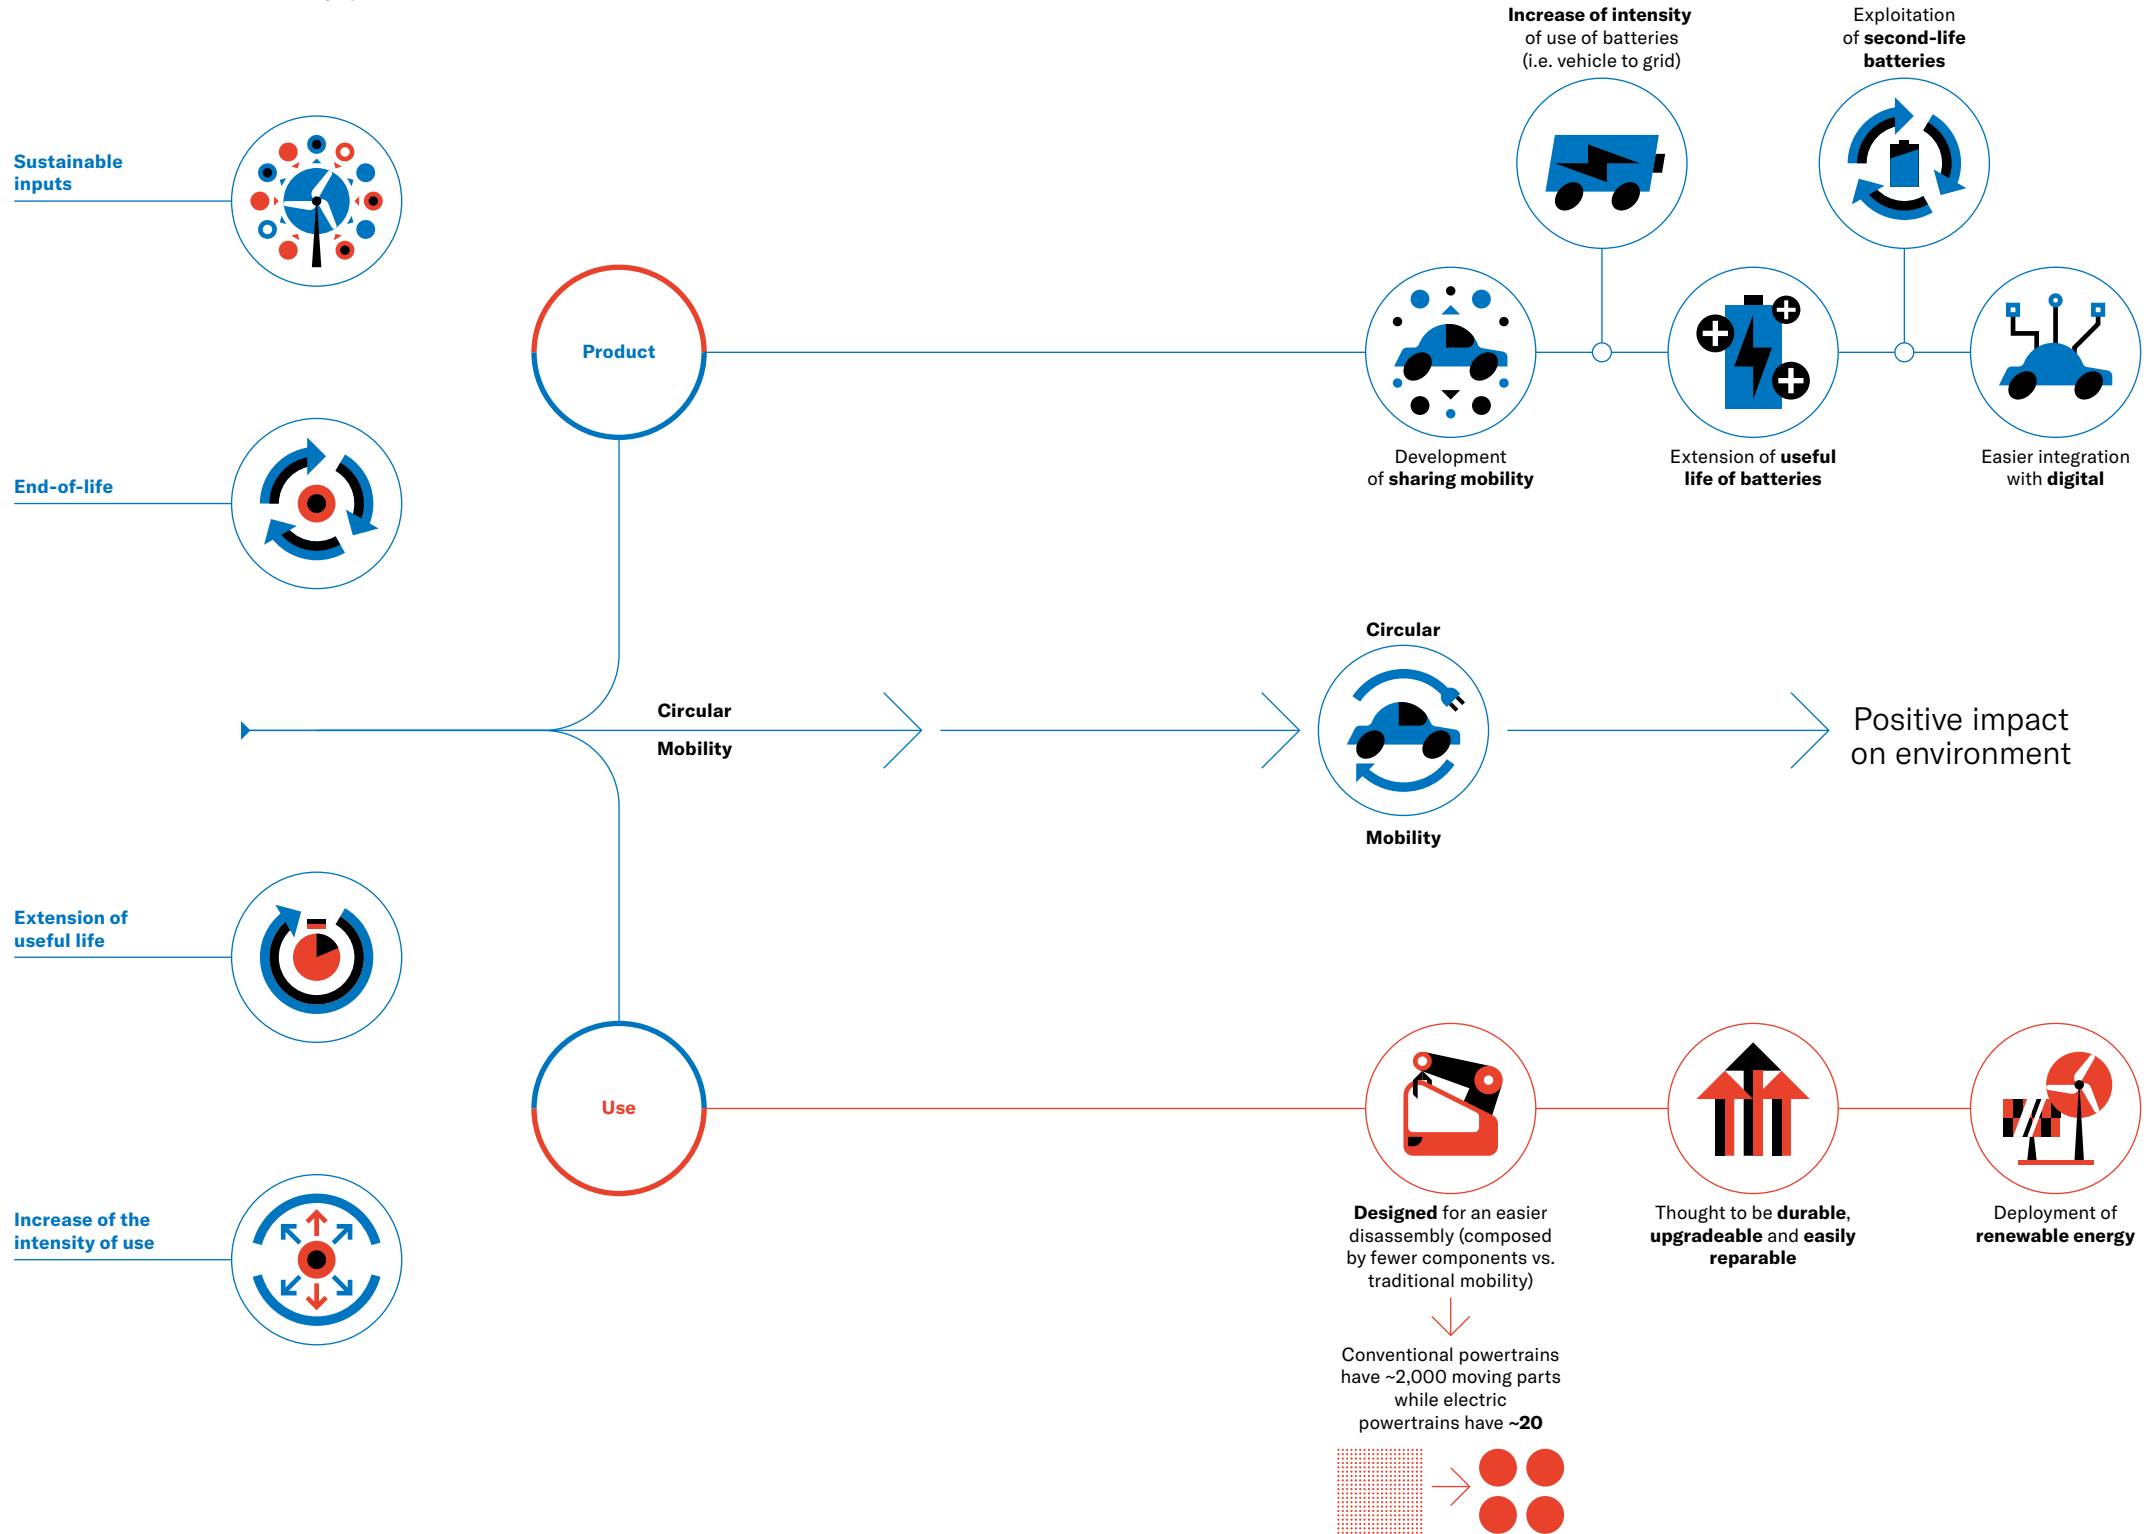 Increase of intensity
of use of batteries
(i.e. vehicle to grid)
Exploitation
of second-life
batteries
Sustainable
inputs
Product
Development
of sharing mobility
Extension of useful
life of batteries
Easier integration
with digital
End-of-life
Circular
Mobility
Circular
Mobility
Positive impact
on environment
Extension of
useful life
Use
Increase of the
intensity of use
Designed for an easier
disassembly (composed
by fewer components vs.
traditional mobility)
Thought to be durable,
upgradeable and easily
reparable
Deployment of
renewable energy
Conventional powertrains
have ~2,000 moving parts
while electric
powertrains have ~20